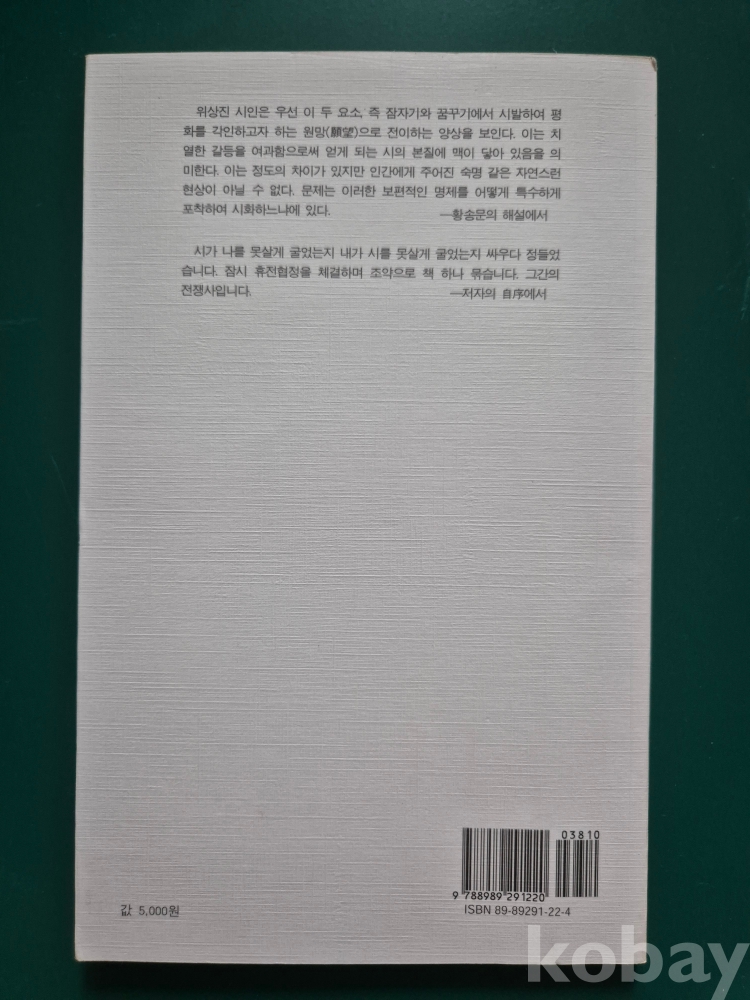 위상진 시인은 우선 이 두 요소, 즉 잠자기와 꿈꾸기에서 시발하여 평
화를 각인하고자 하는 원망(願望)으로 전이하는 양상을 보인다. 이는 치
열한 갈등을 여과함으로써 얻게 되는 시의 본질에 맥이 닿아 있음을 의
미한다. 이는 정도의 차이가 있지만 인간에게 주어진 숙명 같은 자연스런
현상이 아닐 수 없다. 문제는 이러한 보편적인 명제를 어떻게 특수하게
포착하여 시화하느냐에 있다. ―황송문의 해설에서
시가 나를 못살게 굴었는지 내가 시를 못살게 굴었는지 싸우다 정들었
습니다. 잠시 휴전협정을 체결하며 조약으로 책 하나 묶습니다. 그간의
전쟁사입니다. ―저자의 自序에서
03810
9 788989 291220
값 5,000원 ISBN 89-89291-22-4
kobay